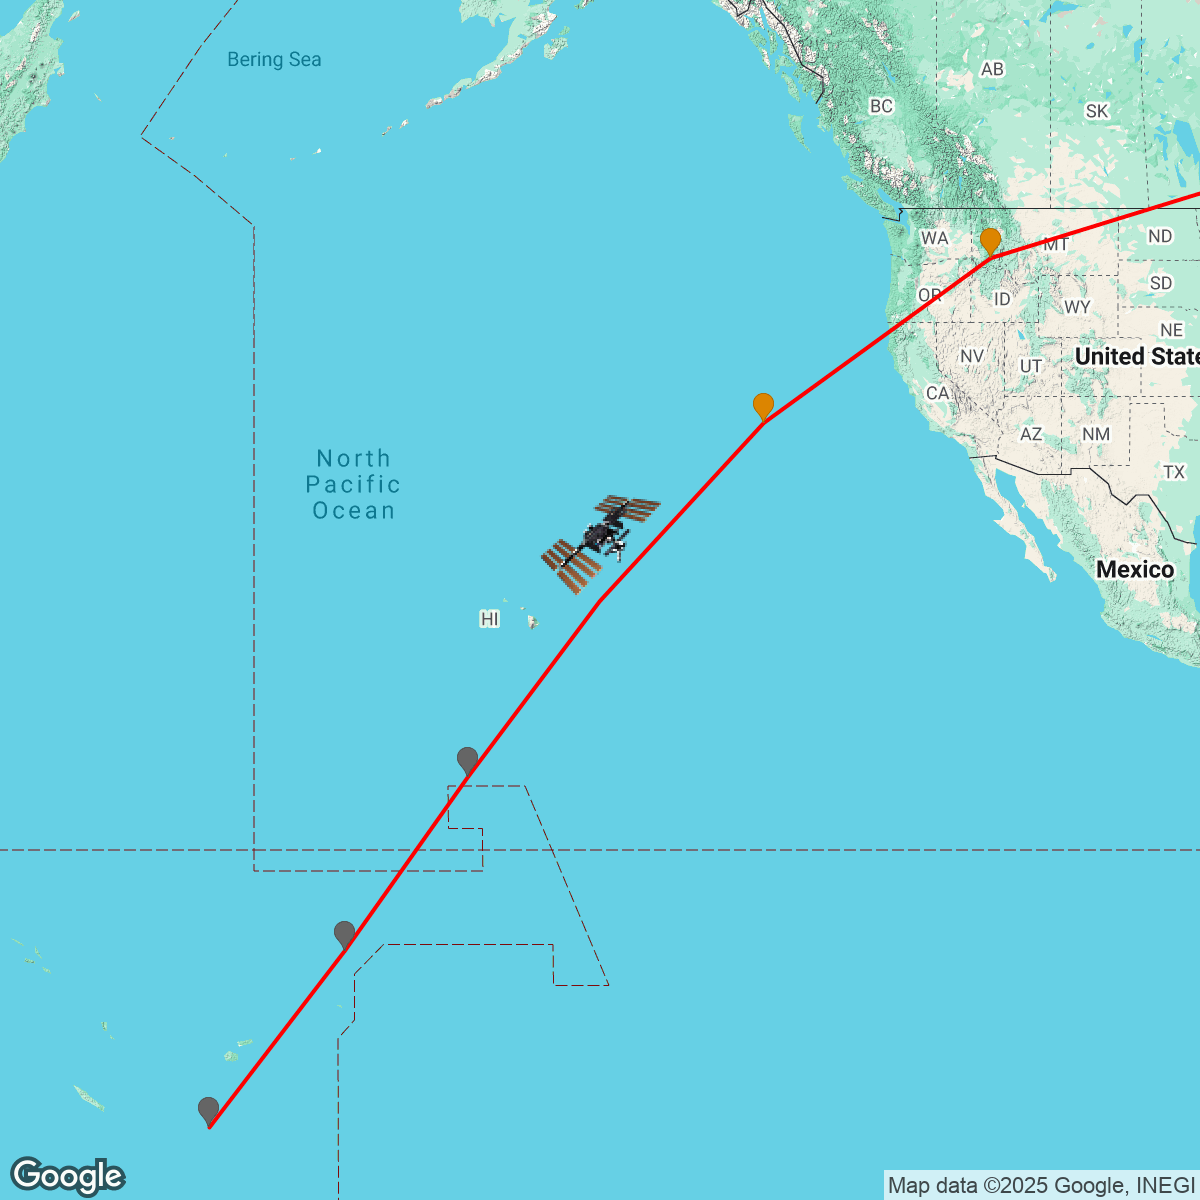 Bering Sea
AB
BC
SK
WA
MT
ND
OR
ID
SD
WY
NE
NV
UT
United State
CA
AZ
NM
TX
North
Pacific
Ocean
Mexico
HI
Google
Map data ©2025 Google, INEGI